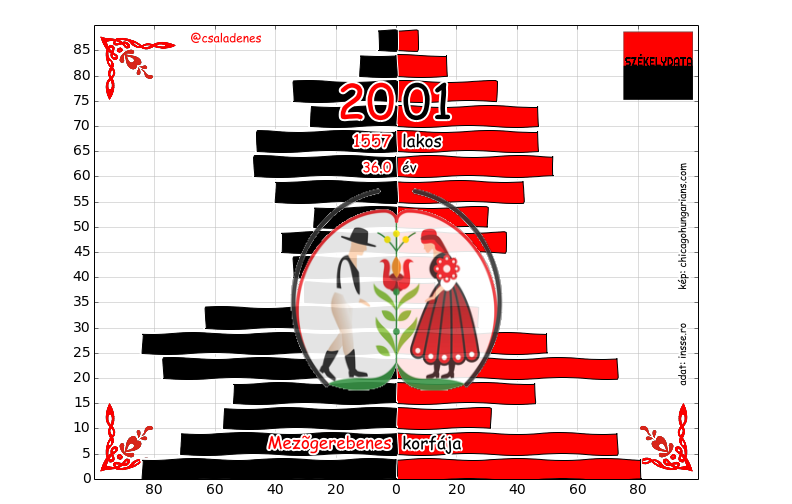 @csaladenes
SZÉKELYDATA
2001
1557 lakos
36.0 év
kép: chicagohungarians.com
adat: insse.ro
Mezőgerebenes korfája
85
80
75
70
65
60
55
50
45
40
35
30
25
20
15
10
5
0
80 60 40 20 0 20 40 60 80